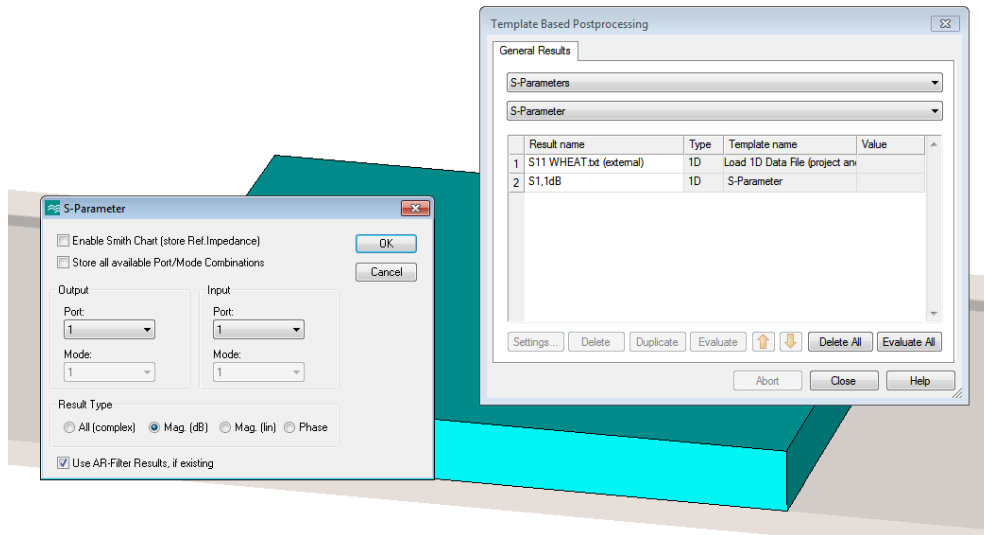 Template Based Postprocessing
General Results
S-Parameters
S-Parameter
Result name Type Template name Value
1 S11 WHEAT.txt (external) 1D Load 1D Data File (project an
2 S1,1dB 1D S-Parameter
Settings... Delete Duplicate Evaluate Delete All Evaluate All
Abort Close Help
S-Parameter
Enable Smith Chart (store Ref.Impedance)
OK
Store all available Port/Mode Combinations
Cancel
Output Input
Port: Port:
1 1
Mode: Mode:
1 1
Result Type
All (complex) Mag. (dB) Mag. (lin) Phase
Use AR-Filter Results, if existing